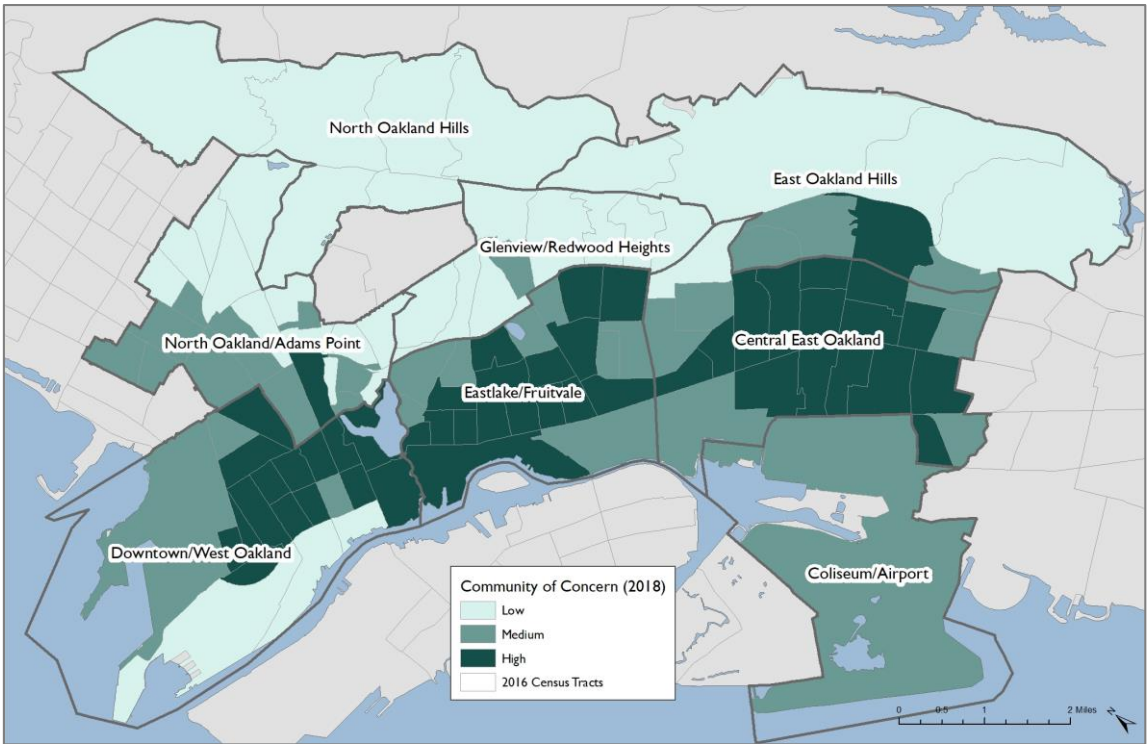 North Oakland Hills
East Oakland Hills
Glenview/Redwood Heights
North Oakland/Adams Point
Central East Oakland
Eastlake/Fruitvale
Downtown/West Oakland
Coliseum/Airport
Community of Concern (2018)
Low
Medium
High
2016 Census Tracts
0 0.5 1 2 Miles
N